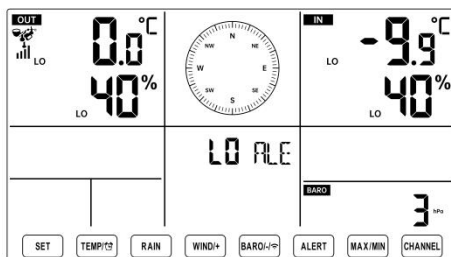 OUT
0.0°C
LO
40%
LO
N
NW NE
W E
SW SE
S
IN
-9.9°C
LO
40%
LO
LO ALE
BARO
3 hPa
SET TEMP/ RAIN WIND/+ BARO/-/ ALERT MAX/MIN CHANNEL